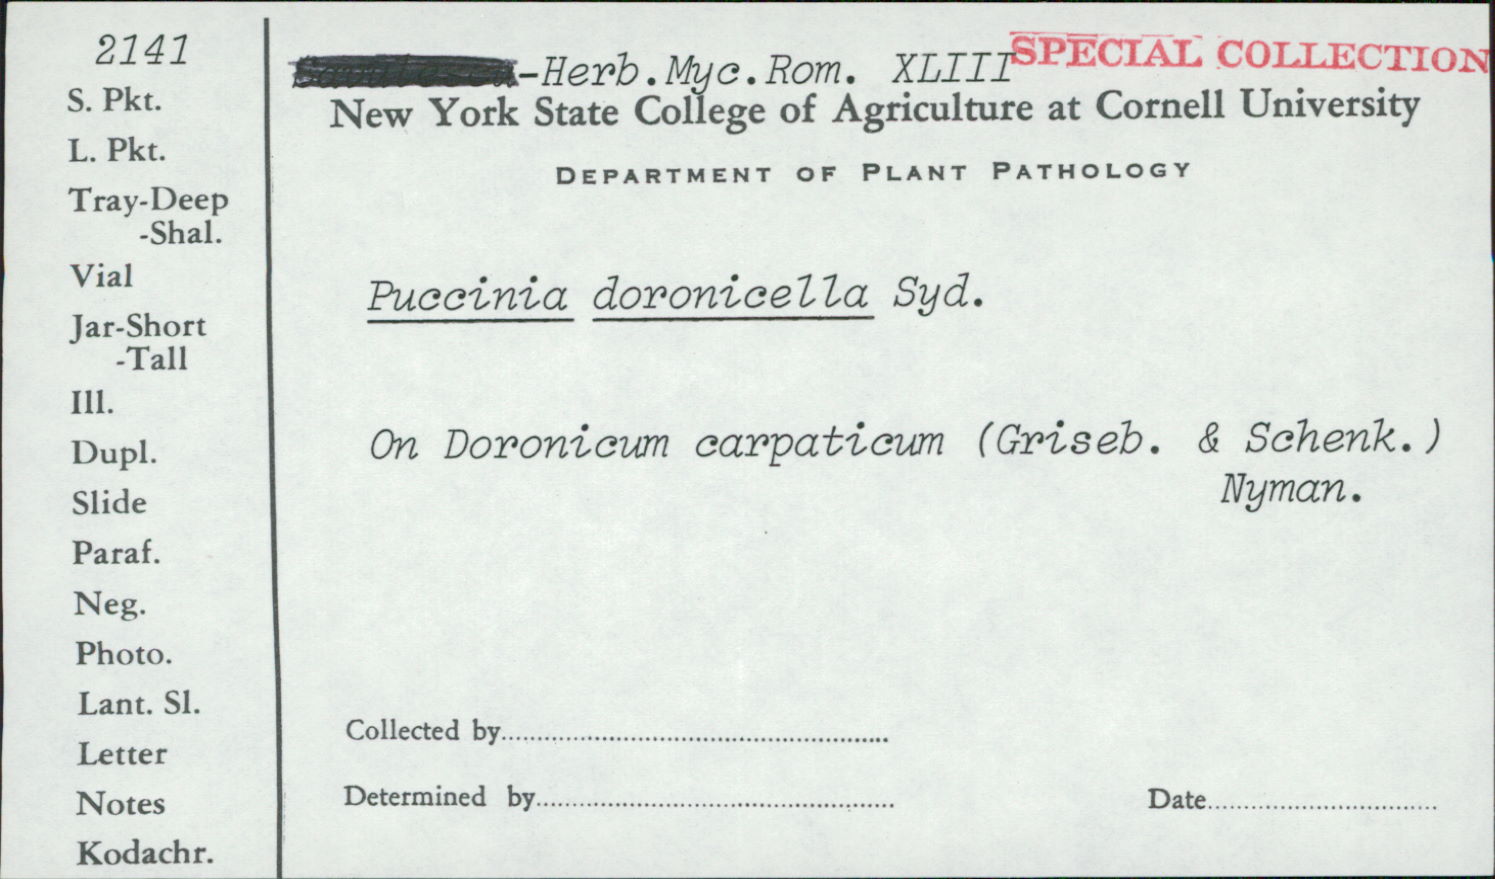 2141
S. Pkt.
L. Pkt.
Tray-Deep
-Shal.
Vial
Jar-Short
-Tall
Ill.
Dupl.
Slide
Paraf.
Neg.
Photo.
Lant. Sl.
Letter
Notes
Kodachr.
-Herb.Myc.Rom. XLIII
SPECIAL COLLECTION
New York State College of Agriculture at Cornell University
DEPARTMENT OF PLANT PATHOLOGY
Puccinia doronicella Syd.
On Doronicum carpaticum (Griseb. & Schenk.)
Nyman.
Collected by
Determined by
Date